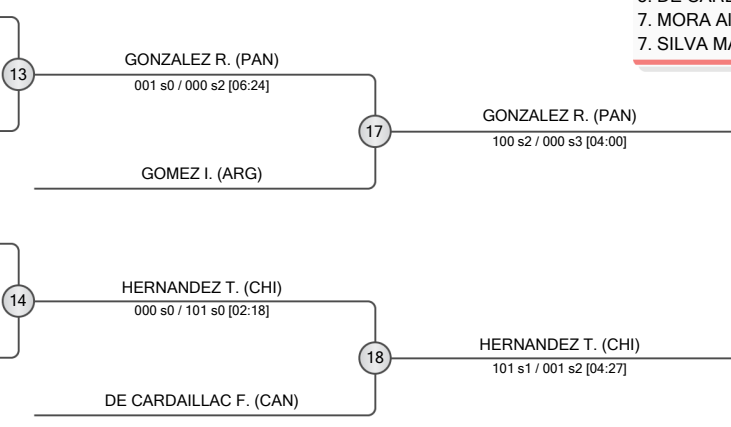 7. MORA
7. SILVA
13
GONZALEZ R. (PAN)
001 s0 / 000 s2 [06:24]
GOMEZ I. (ARG)
17
GONZALEZ R. (PAN)
100 s2 / 000 s3 [04:00]
14
HERNANDEZ T. (CHI)
000 s0 / 101 s0 [02:18]
DE CARDAILLAC F. (CAN)
18
HERNANDEZ T. (CHI)
101 s1 / 001 s2 [04:27]